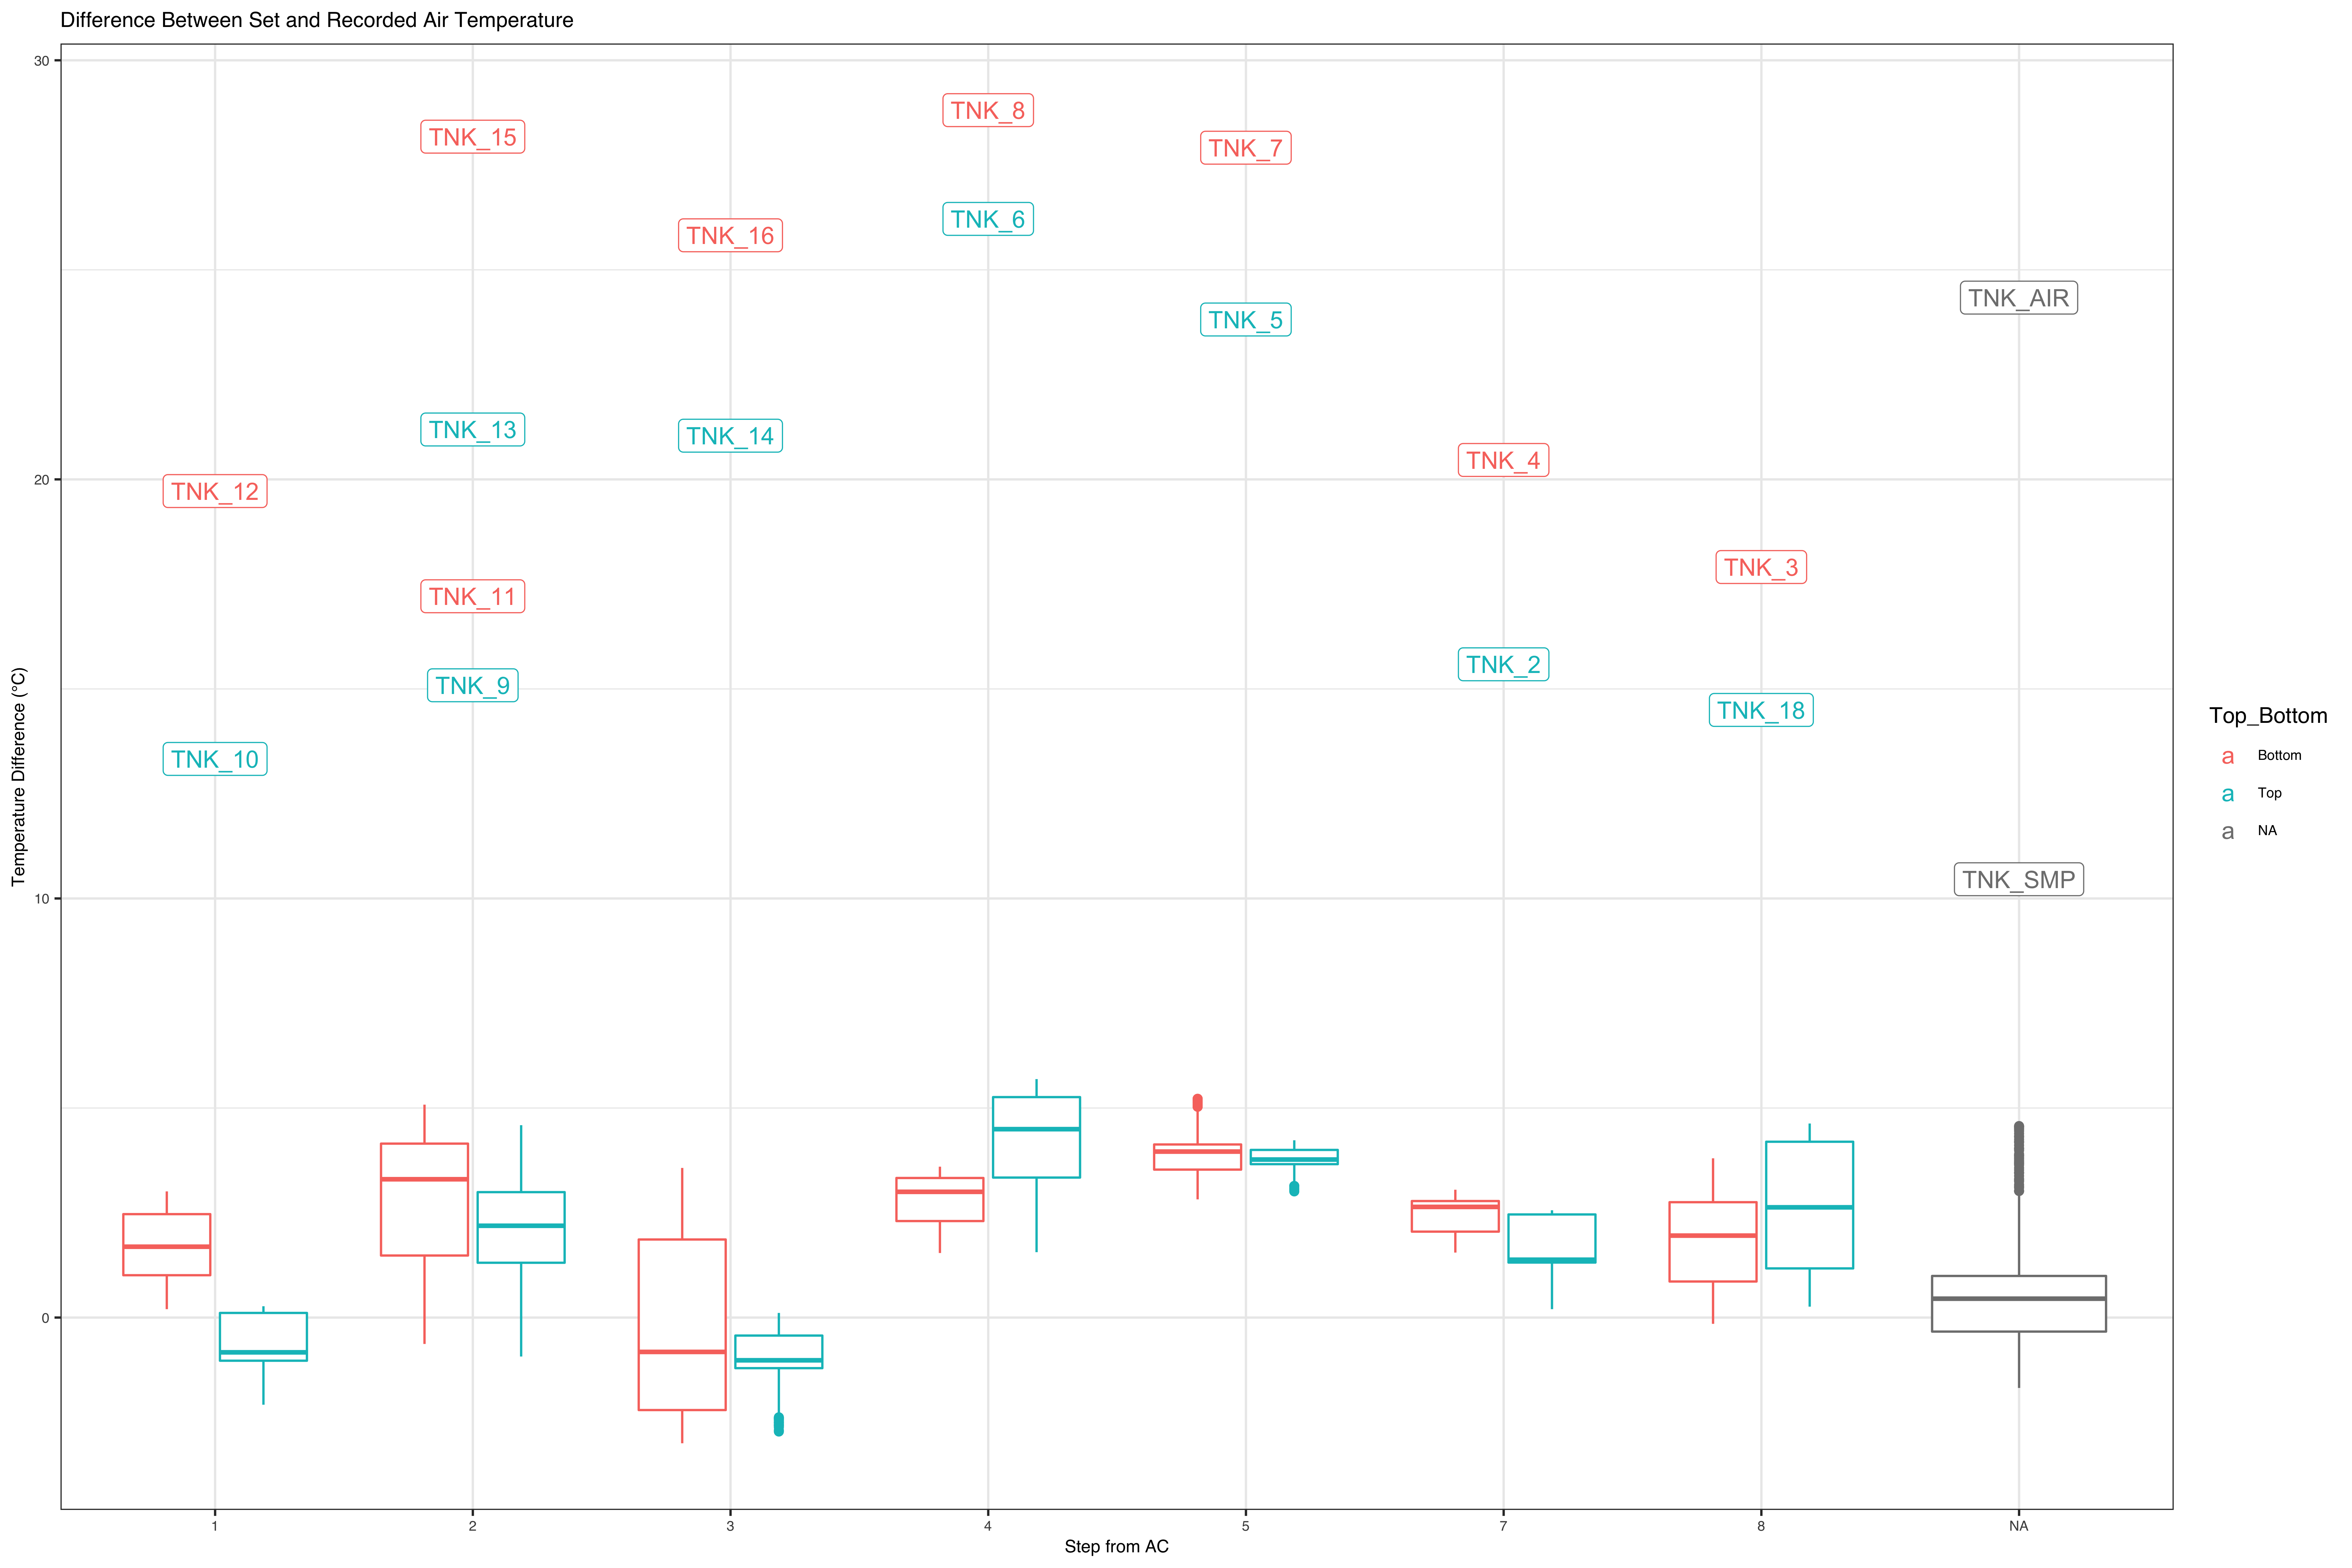 Difference Between Set and Recorded Air Temperature
30
20
10
0
Temperature Difference (°C)
TNK_8
TNK_15
TNK_7
TNK_6
TNK_16
TNK_AIR
TNK_5
TNK_13
TNK_14
TNK_4
TNK_12
TNK_3
TNK_11
TNK_2
TNK_9
TNK_18
TNK_10
TNK_SMP
Top_Bottom
a Bottom
a Top
a NA
1 2 3 4 5 7 8 NA
Step from AC